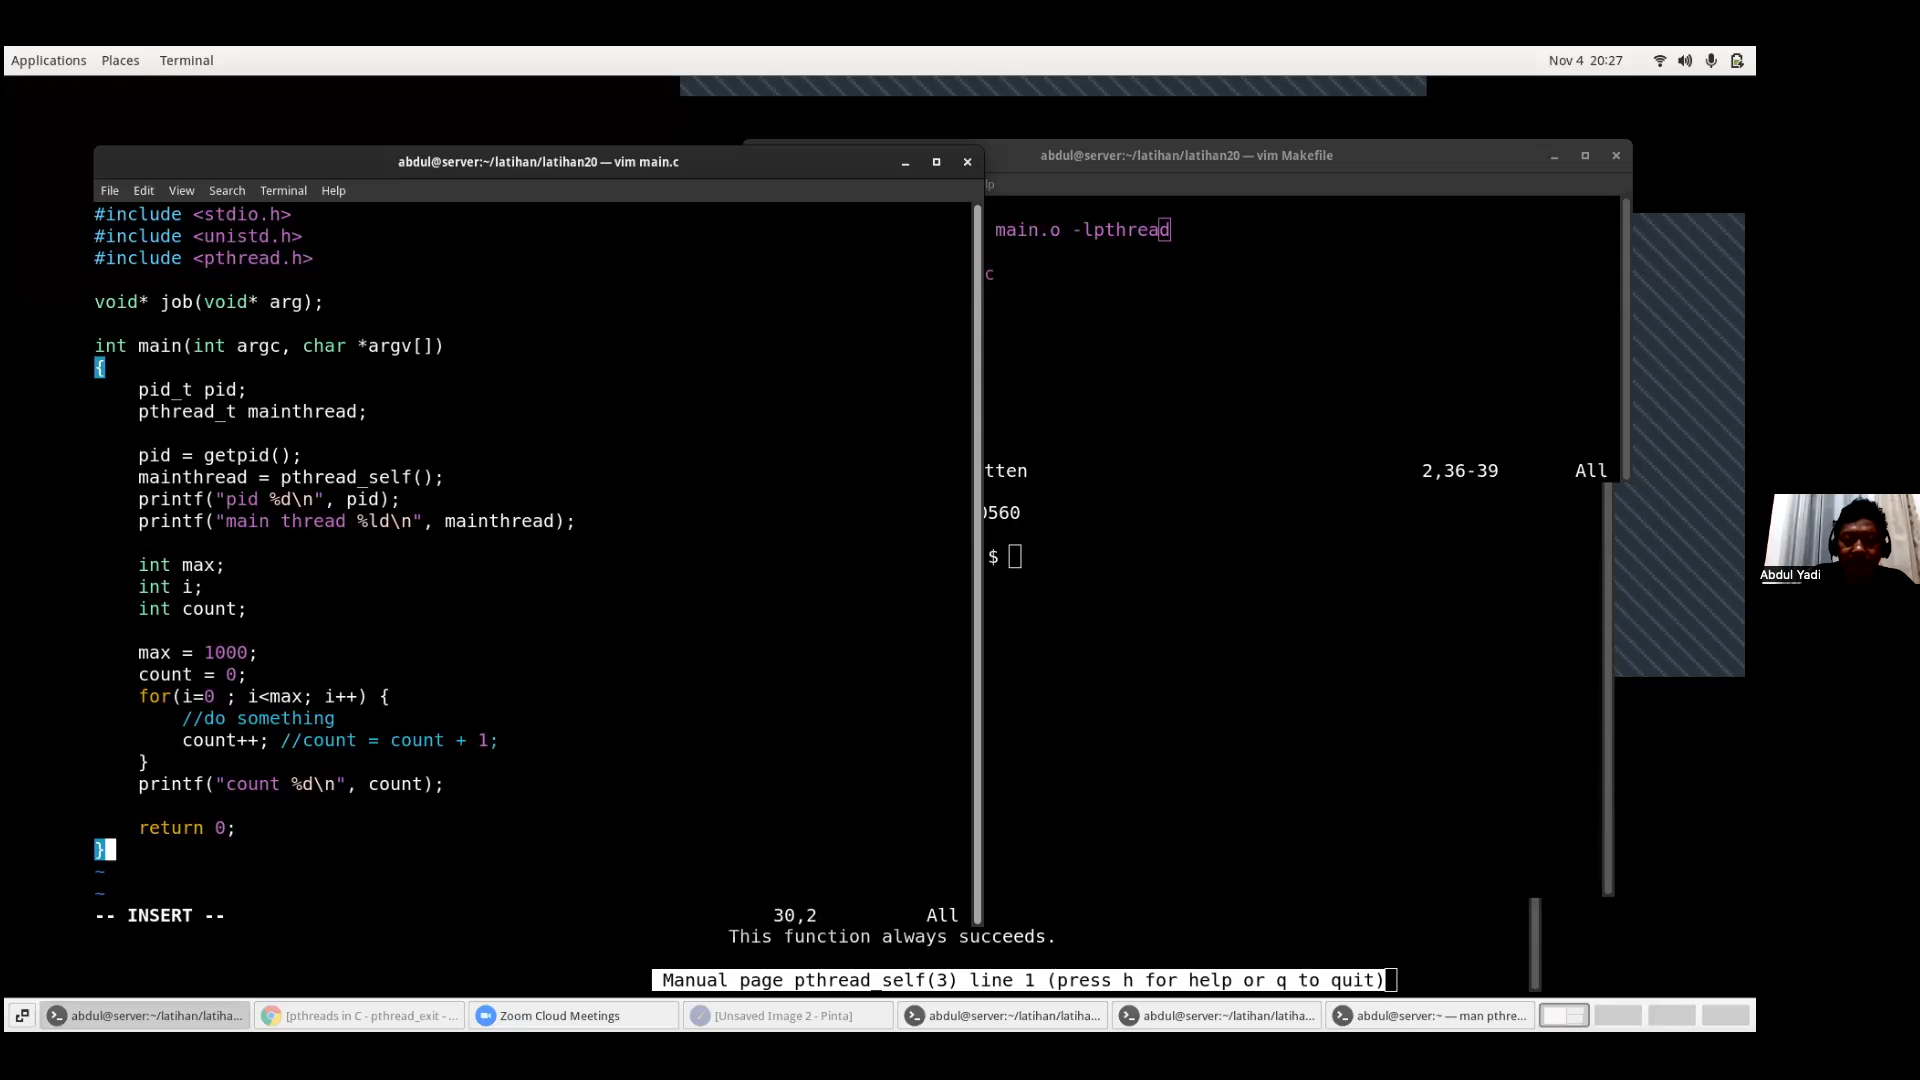 Applications Places Terminal
Nov 4 20:27
abdul@server:~/latihan/latihan20 — vim main.c
File Edit View Search Terminal Help
#include <stdio.h>
#include <unistd.h>
#include <pthread.h>
void* job(void* arg);
int main(int argc, char *argv[])
{
pid_t pid;
pthread_t mainthread;
pid = getpid();
mainthread = pthread_self();
printf("pid %d\n", pid);
printf("main thread %ld\n", mainthread);
int max;
int i;
int count;
max = 1000;
count = 0;
for(i=0 ; i<max; i++) {
//do something
count++; //count = count + 1;
}
printf("count %d\n", count);
return 0;
}
~
~
-- INSERT --
30,2 All
abdul@server:~/latihan/latihan20 — vim Makefile
lp
main.o -lpthread
c
tten
2,36-39 All
0560
$
This function always succeeds.
Manual page pthread_self(3) line 1 (press h for help or q to quit)
Abdul Yadi
abdul@server:~/latihan/latiha...
[pthreads in C - pthread_exit - ...
Zoom Cloud Meetings
[Unsaved Image 2 - Pinta]
abdul@server:~/latihan/latiha...
abdul@server:~/latihan/latiha...
abdul@server:~ — man pthre...